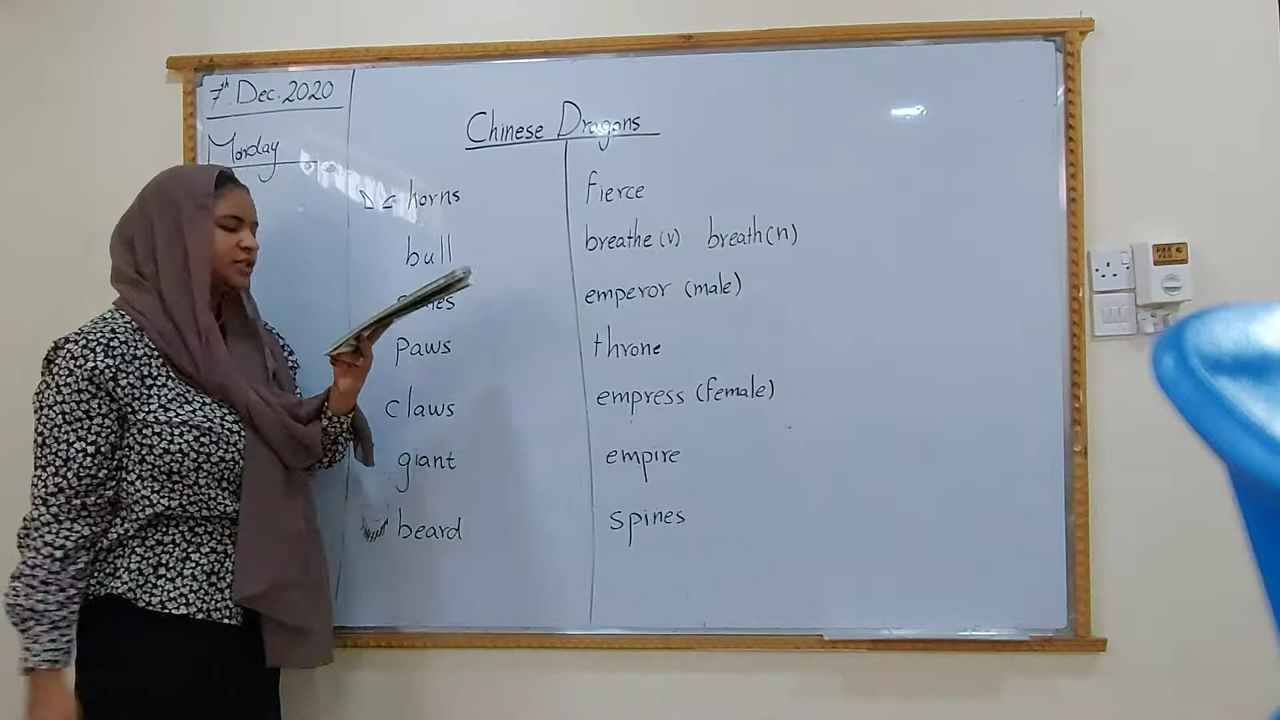 7th. Dec. 2020
Monday
Chinese Dragons
horns
bull
paws
claws
giant
beard
fierce
breathe (v) breath (n)
emperor (male)
throne
empress (female)
empire
spines